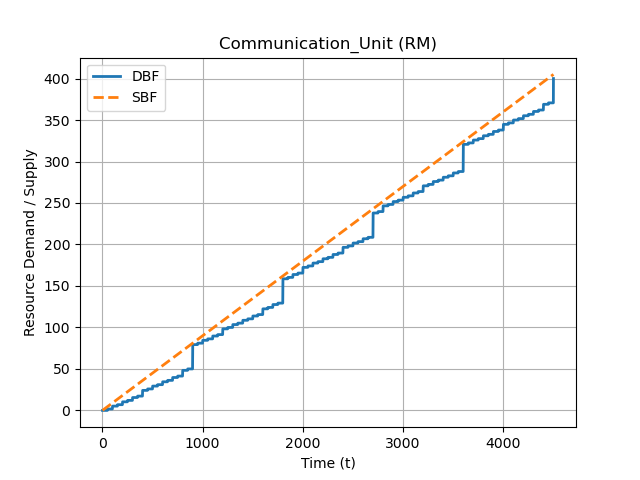 Communication_Unit (RM)
DBF
SBF
400
350
300
250
200
150
100
50
0
Resource Demand / Supply
0 1000 2000 3000 4000
Time (t)